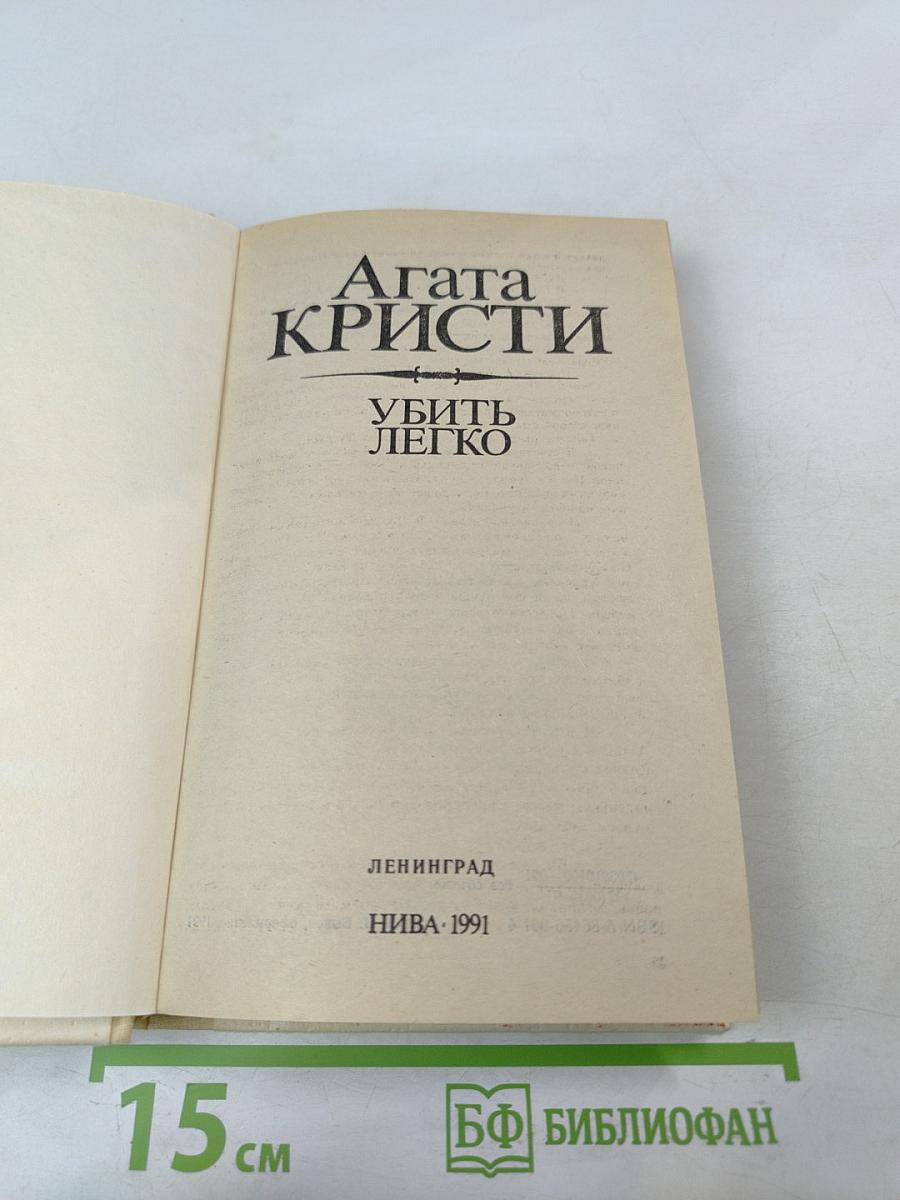 Агата
КРИСТИ
УБИТЬ
ЛЕГКО
ЛЕНИНГРАД
НИВА · 1991
15 см
БФ БИБЛИОФАН